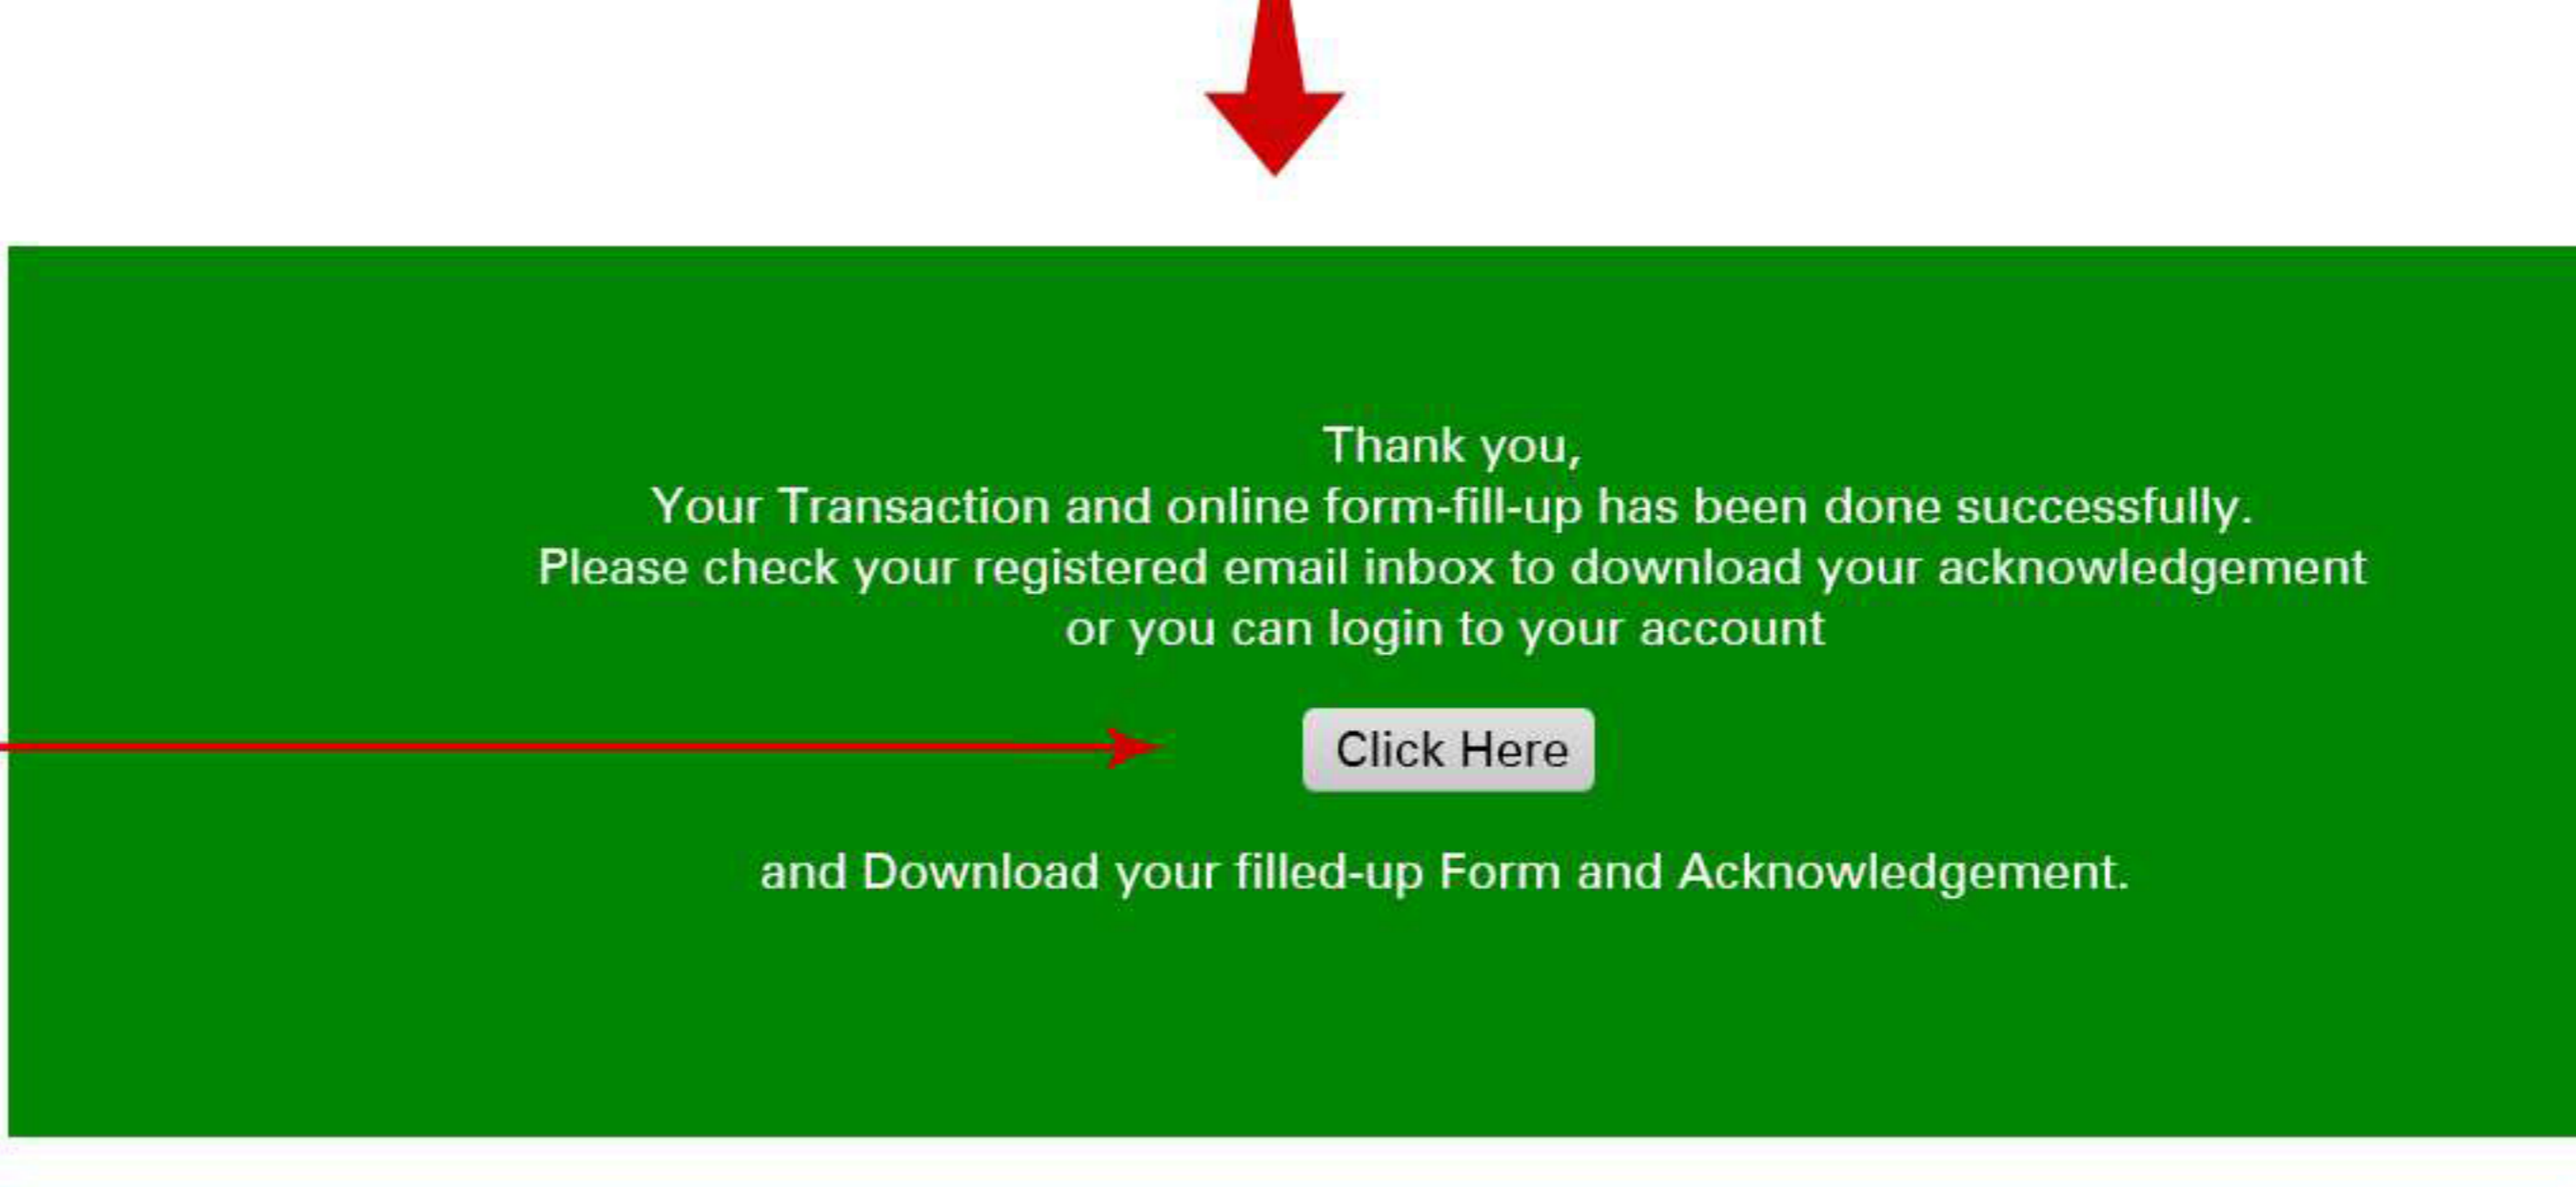 Thank you,
Your Transaction and online form-fill-up has been done successfully.
Please check your registered email inbox to download your acknowledgement
or you can login to your account
Click Here
and Download your filled-up Form and Acknowledgement.